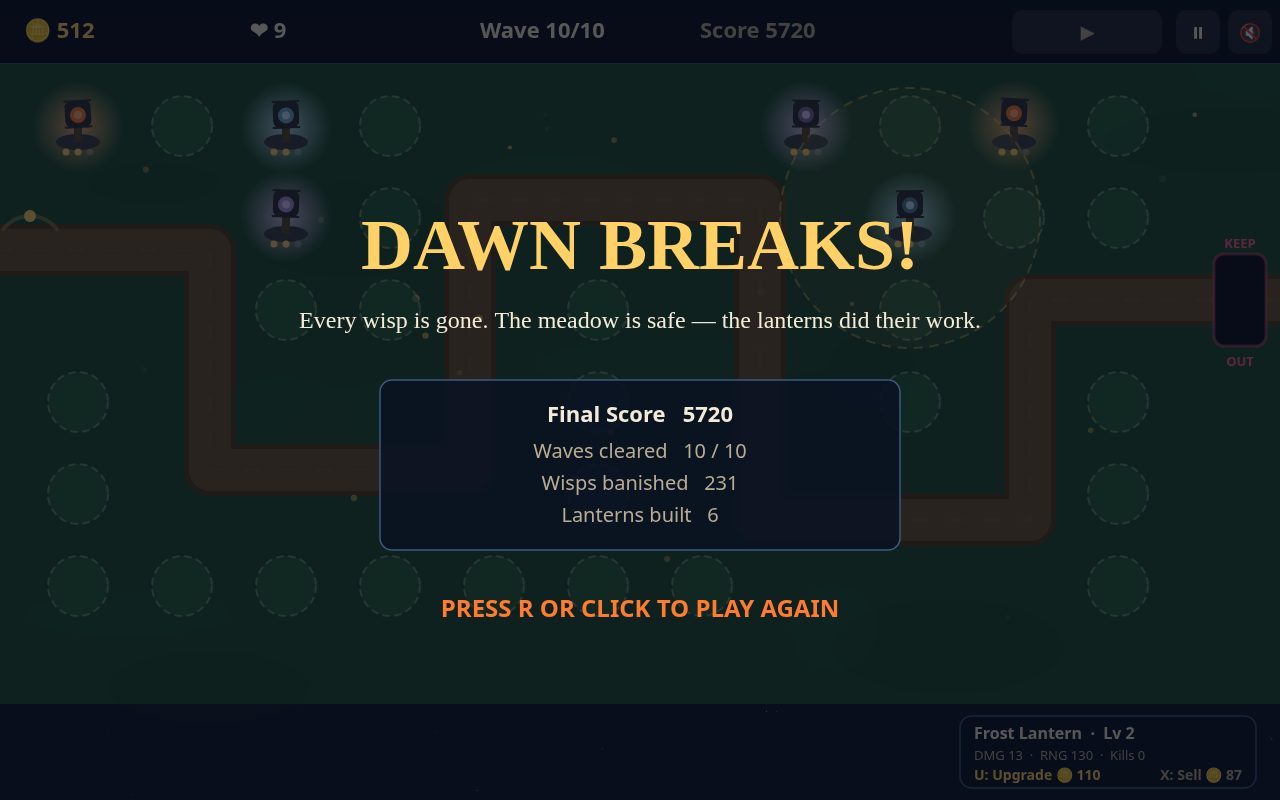 512
9
Wave 10/10
Score 5720
KEEP
OUT
DAWN BREAKS!
Every wisp is gone. The meadow is safe — the lanterns did their work.
Final Score 5720
Waves cleared 10 / 10
Wisps banished 231
Lanterns built 6
PRESS R OR CLICK TO PLAY AGAIN
Frost Lantern · Lv 2
DMG 13 · RNG 130 · Kills 0
U: Upgrade 110 X: Sell 87